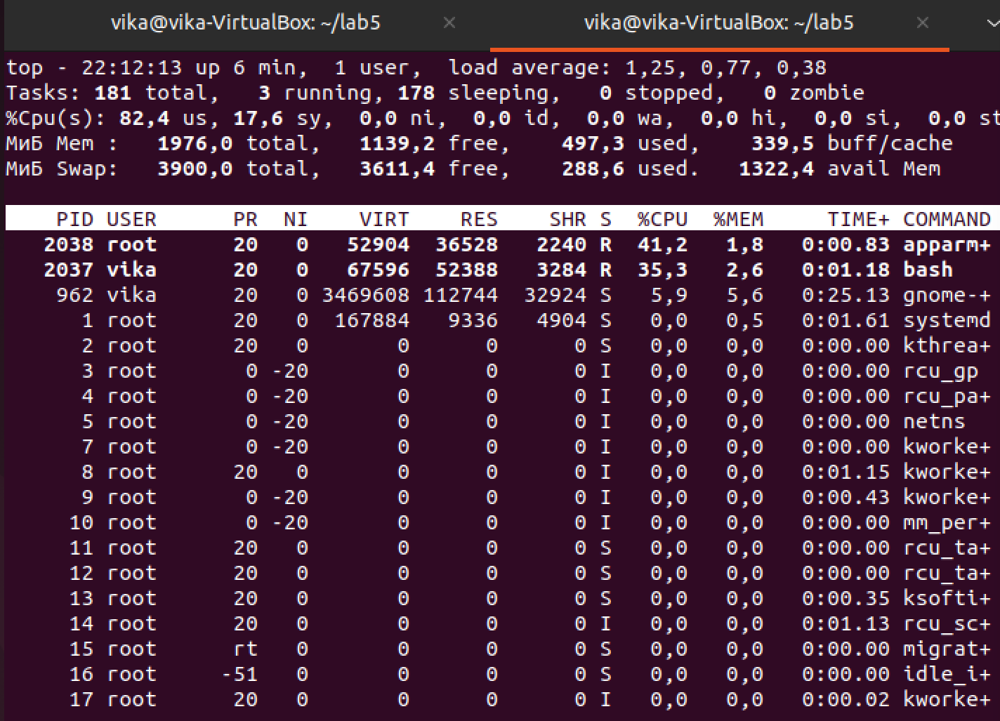 vika@vika-VirtualBox: ~/lab5 × vika@vika-VirtualBox: ~/lab5 ×
top - 22:12:13 up 6 min,  1 user,  load average: 1,25, 0,77, 0,38
Tasks: 181 total,   3 running, 178 sleeping,   0 stopped,   0 zombie
%Cpu(s): 82,4 us, 17,6 sy,  0,0 ni,  0,0 id,  0,0 wa,  0,0 hi,  0,0 si,  0,0 st
МиБ Mem :   1976,0 total,   1139,2 free,    497,3 used,    339,5 buff/cache
МиБ Swap:   3900,0 total,   3611,4 free,    288,6 used.   1322,4 avail Mem
PID USER      PR  NI    VIRT    RES    SHR S  %CPU  %MEM     TIME+ COMMAND
2038 root      20   0   52904  36528   2240 R  41,2   1,8   0:00.83 apparm+
2037 vika      20   0   67596  52388   3284 R  35,3   2,6   0:01.18 bash
962 vika      20   0 3469608 112744  32924 S   5,9   5,6   0:25.13 gnome-+
1 root      20   0  167884   9336   4904 S   0,0   0,5   0:01.61 systemd
2 root      20   0       0      0      0 S   0,0   0,0   0:00.00 kthrea+
3 root       0 -20       0      0      0 I   0,0   0,0   0:00.00 rcu_gp
4 root       0 -20       0      0      0 I   0,0   0,0   0:00.00 rcu_pa+
5 root       0 -20       0      0      0 I   0,0   0,0   0:00.00 netns
7 root       0 -20       0      0      0 I   0,0   0,0   0:00.00 kworke+
8 root      20   0       0      0      0 I   0,0   0,0   0:01.15 kworke+
9 root       0 -20       0      0      0 I   0,0   0,0   0:00.43 kworke+
10 root       0 -20       0      0      0 I   0,0   0,0   0:00.00 mm_per+
11 root      20   0       0      0      0 S   0,0   0,0   0:00.00 rcu_ta+
12 root      20   0       0      0      0 S   0,0   0,0   0:00.00 rcu_ta+
13 root      20   0       0      0      0 S   0,0   0,0   0:00.35 ksofti+
14 root      20   0       0      0      0 I   0,0   0,0   0:01.13 rcu_sc+
15 root      rt   0       0      0      0 S   0,0   0,0   0:00.00 migrat+
16 root     -51   0       0      0      0 S   0,0   0,0   0:00.00 idle_i+
17 root      20   0       0      0      0 I   0,0   0,0   0:00.02 kworke+